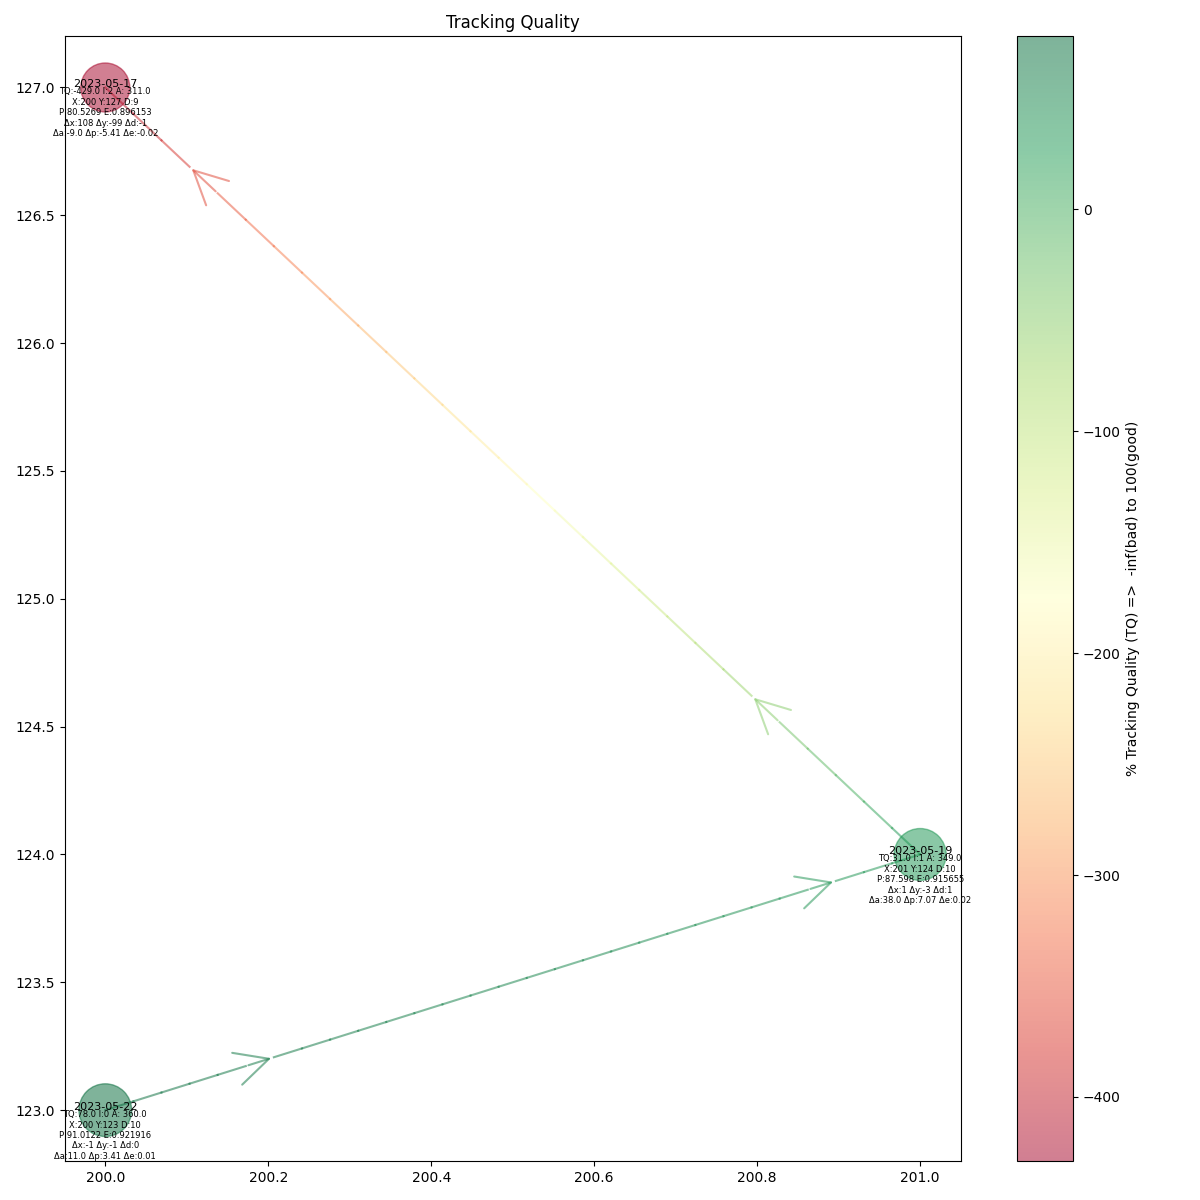 Tracking Quality
127.0
126.5
126.0
125.5
125.0
124.5
124.0
123.5
123.0
200.0
200.2
200.4
200.6
200.8
201.0
2023-05-17
TQ:-429.0 I:2 A: 311.0
X:200 Y:127 D:9
P:80.5269 E:0.896153
Δx:108 Δy:-99 Δd:-1
Δa:-9.0 Δp:-5.41 Δe:-0.02
2023-05-19
TQ:31.0 I:1 A: 349.0
X:201 Y:124 D:10
P:87.598 E:0.915655
Δx:1 Δy:-3 Δd:1
Δa:38.0 Δp:7.07 Δe:0.02
2023-05-22
TQ:78.0 I:0 A: 360.0
X:200 Y:123 D:10
P:91.0122 E:0.921916
Δx:-1 Δy:-1 Δd:0
Δa:11.0 Δp:3.41 Δe:0.01
0
−100
−200
−300
−400
% Tracking Quality (TQ) => -inf(bad) to 100(good)